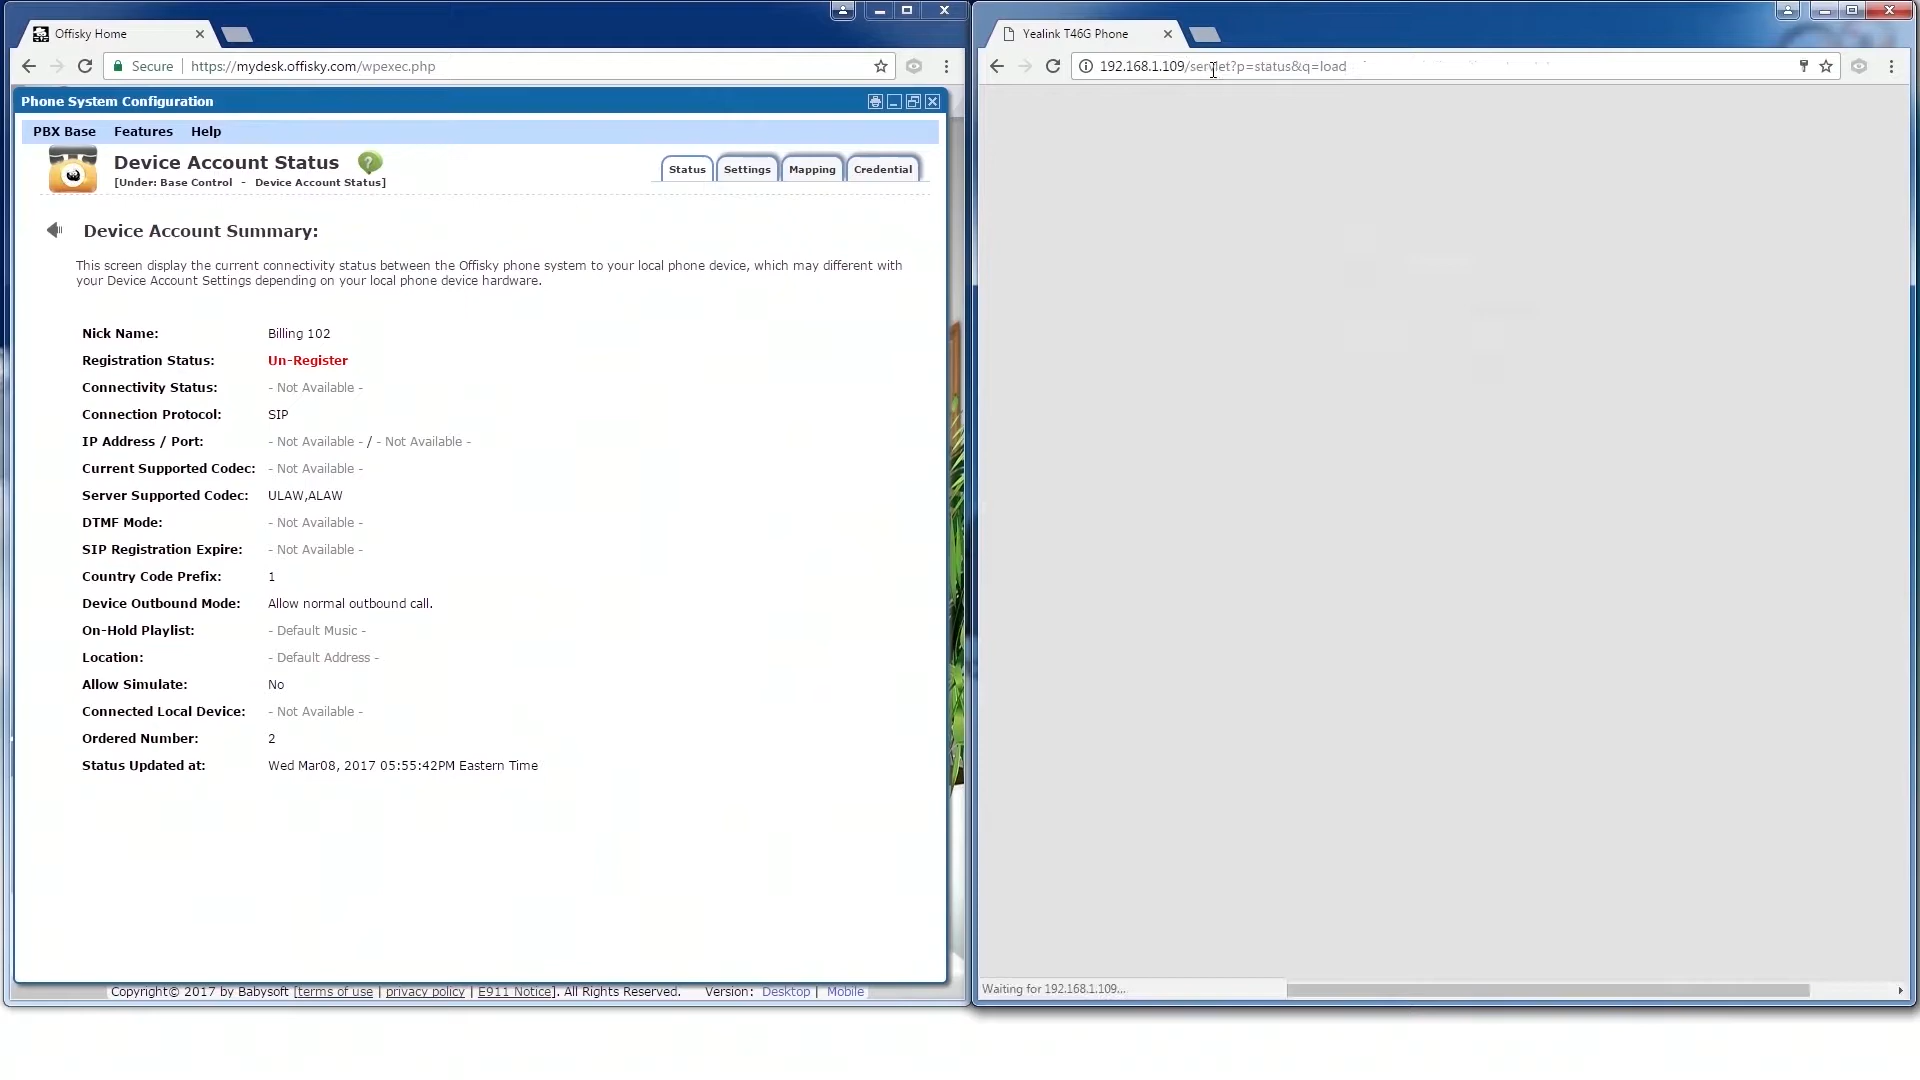 Offisky Home
Secure | https://mydesk.offisky.com/wpexec.php
Phone System Configuration
PBX Base Features Help
Device Account Status ?
[Under: Base Control - Device Account Status]
Status Settings Mapping Credential
Device Account Summary:
This screen display the current connectivity status between the Offisky phone system to your local phone device, which may different with
your Device Account Settings depending on your local phone device hardware.
Nick Name: Billing 102
Registration Status: Un-Register
Connectivity Status: - Not Available -
Connection Protocol: SIP
IP Address / Port: - Not Available - / - Not Available -
Current Supported Codec: - Not Available -
Server Supported Codec: ULAW,ALAW
DTMF Mode: - Not Available -
SIP Registration Expire: - Not Available -
Country Code Prefix: 1
Device Outbound Mode: Allow normal outbound call.
On-Hold Playlist: - Default Music -
Location: - Default Address -
Allow Simulate: No
Connected Local Device: - Not Available -
Ordered Number: 2
Status Updated at: Wed Mar08, 2017 05:55:42PM Eastern Time
Copyright© 2017 by Babysoft [terms of use | privacy policy | E911 Notice]. All Rights Reserved. Version: Desktop | Mobile
Yealink T46G Phone
192.168.1.109/servlet?p=status&q=load
Waiting for 192.168.1.109...